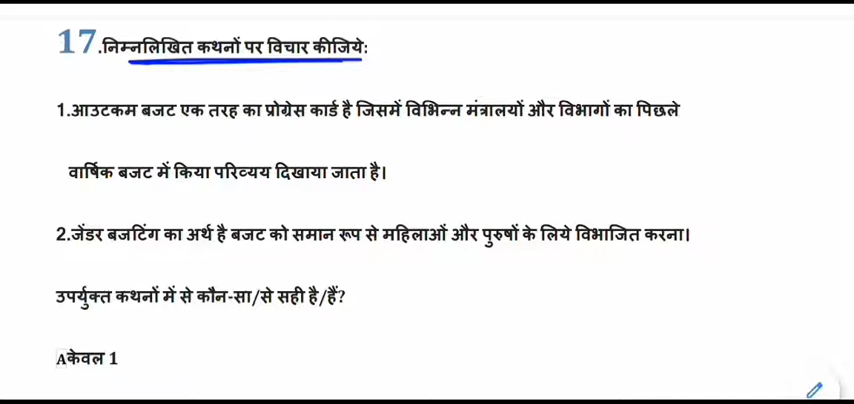 17.निम्नलिखित कथनों पर विचार कीजिये:
1.आउटकम बजट एक तरह का प्रोग्रेस कार्ड है जिसमें विभिन्न मंत्रालयों और विभागों का पिछले
वार्षिक बजट में किया परिव्यय दिखाया जाता है।
2.जेंडर बजटिंग का अर्थ है बजट को समान रूप से महिलाओं और पुरुषों के लिये विभाजित करना।
उपर्युक्त कथनों में से कौन-सा/से सही है/हैं?
Aकेवल 1